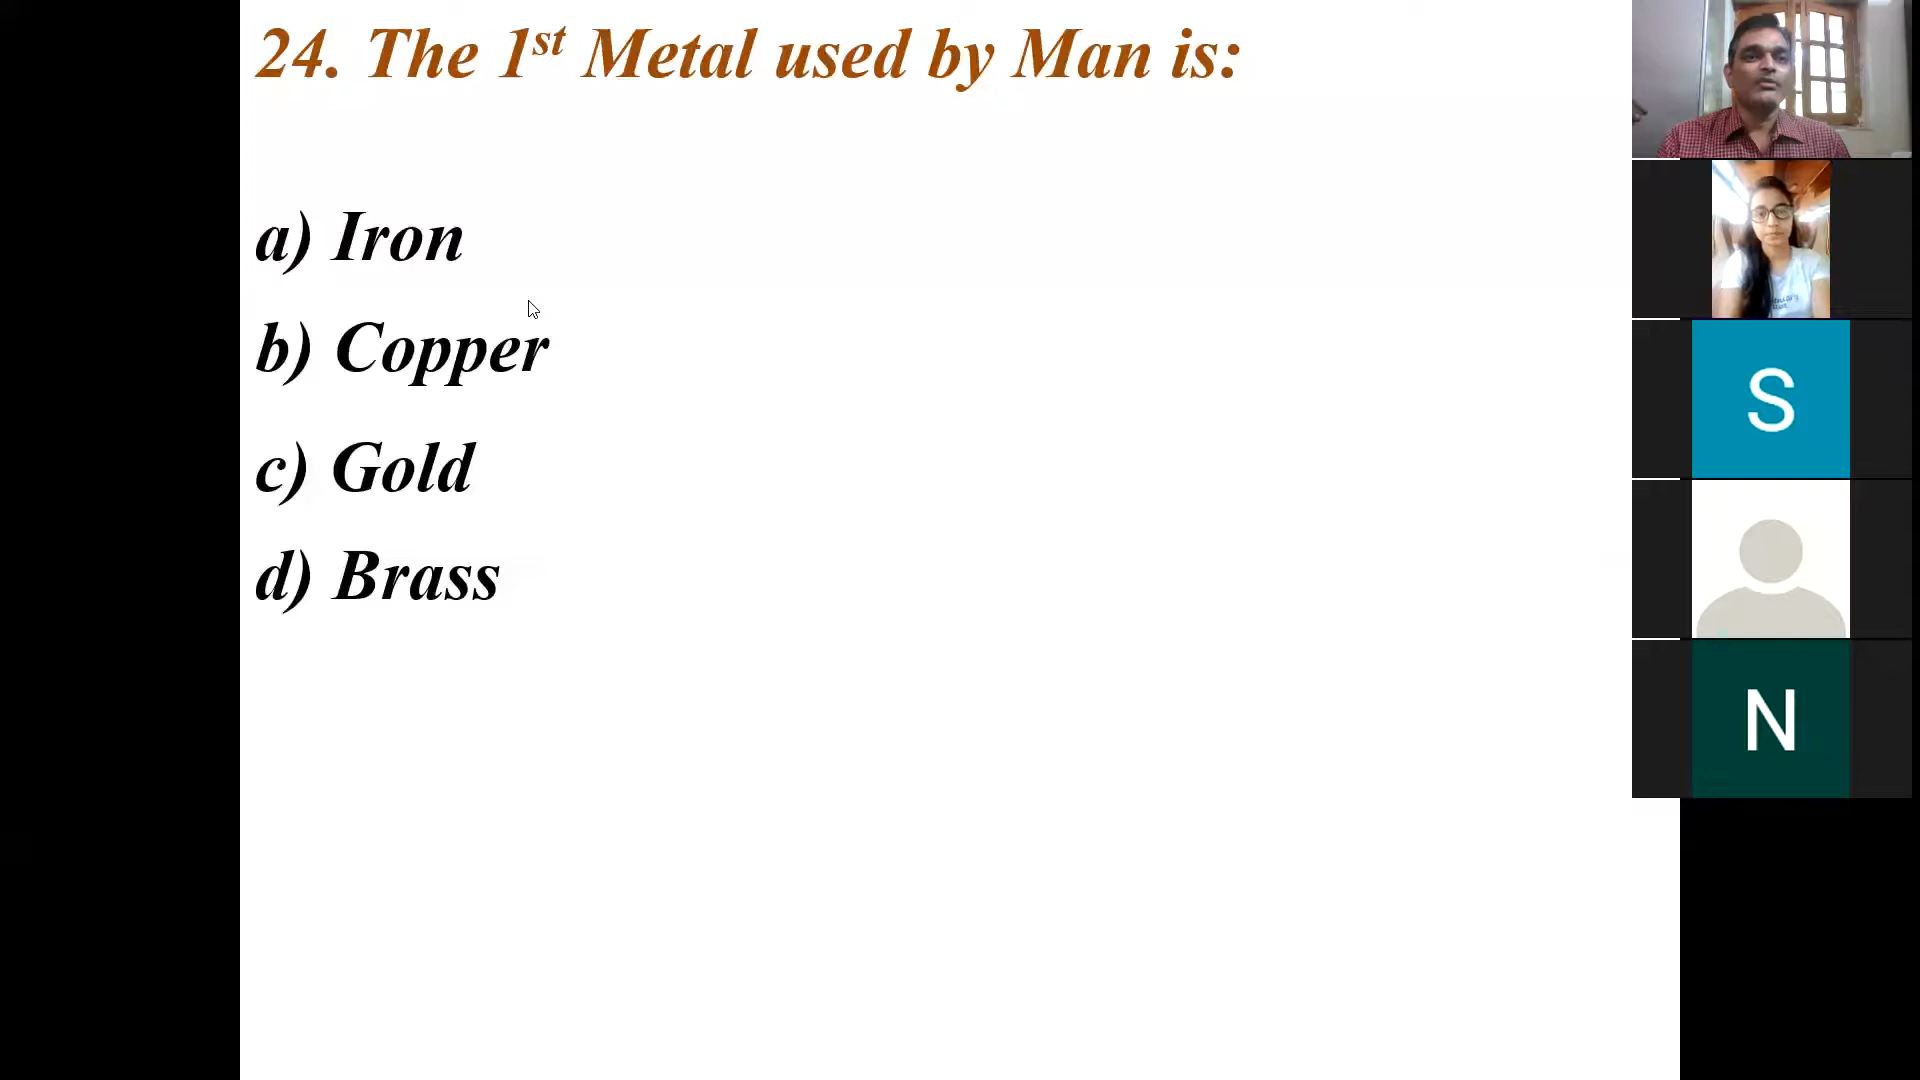 24. The 1st Metal used by Man is:
a) Iron
b) Copper
c) Gold
d) Brass
S
N